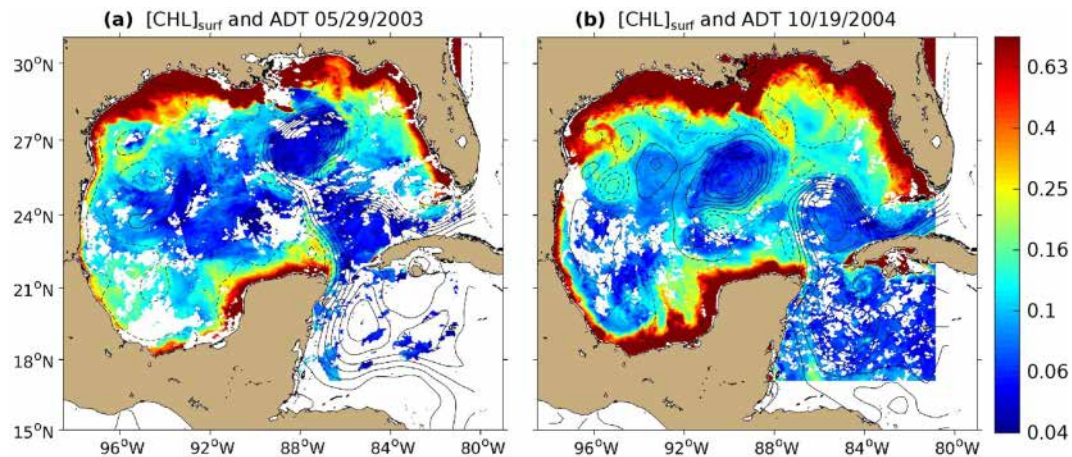 (a) [CHL]surf and ADT 05/29/2003
(b) [CHL]surf and ADT 10/19/2004
30°N
27°N
24°N
21°N
18°N
15°N
96°W 92°W 88°W 84°W 80°W
96°W 92°W 88°W 84°W 80°W
0.63
0.4
0.25
0.16
0.1
0.06
0.04